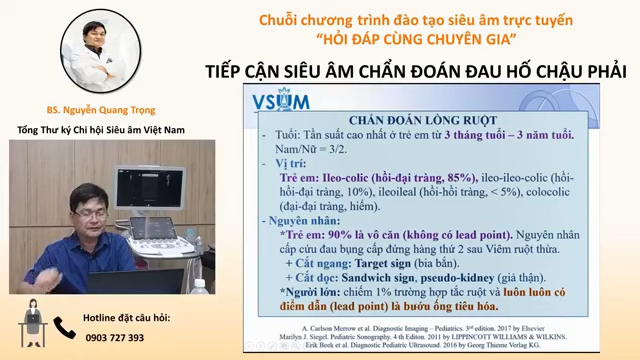 Chuỗi chương trình đào tạo siêu âm trực tuyến
“HỎI ĐÁP CÙNG CHUYÊN GIA”
TIẾP CẬN SIÊU ÂM CHẨN ĐOÁN ĐAU HỐ CHẬU PHẢI
BS. Nguyễn Quang Trọng
Tổng Thư ký Chi hội Siêu âm Việt Nam
VSUM
CHẨN ĐOÁN LỒNG RUỘT
- Tuổi: Tần suất cao nhất ở trẻ em từ 3 tháng tuổi – 3 năm tuổi.
Nam/Nữ = 3/2.
- Vị trí:
Trẻ em: Ileo-colic (hồi-đại tràng, 85%), ileo-ileo-colic (hồi-
hồi-đại tràng, 10%), ileoileal (hồi-hồi tràng, < 5%), colocolic
(đại-đại tràng, hiếm).
- Nguyên nhân:
*Trẻ em: 90% là vô căn (không có lead point). Nguyên nhân
cấp cứu đau bụng cấp đứng hàng thứ 2 sau Viêm ruột thừa.
+ Cắt ngang: Target sign (bia bắn).
+ Cắt dọc: Sandwich sign, pseudo-kidney (giả thận).
*Người lớn: chiếm 1% trường hợp tắc ruột và luôn luôn có
điểm dẫn (lead point) là bướu ống tiêu hóa.
A. Carlson Merrow et al. Diagnostic Imaging – Pediatrics. 3rd edition. 2017 by Elsevier
Marilyn J. Siegel. Pediatric Sonography. 4 th Editon. 2011 by LIPPINCOTT WILLIAMS & WILKINS.
Erik Beek et al. Diagnostic Pediatric Ultrasound. 2016 by Georg Thieme Verlag KG.
Hotline đặt câu hỏi:
0903 727 393